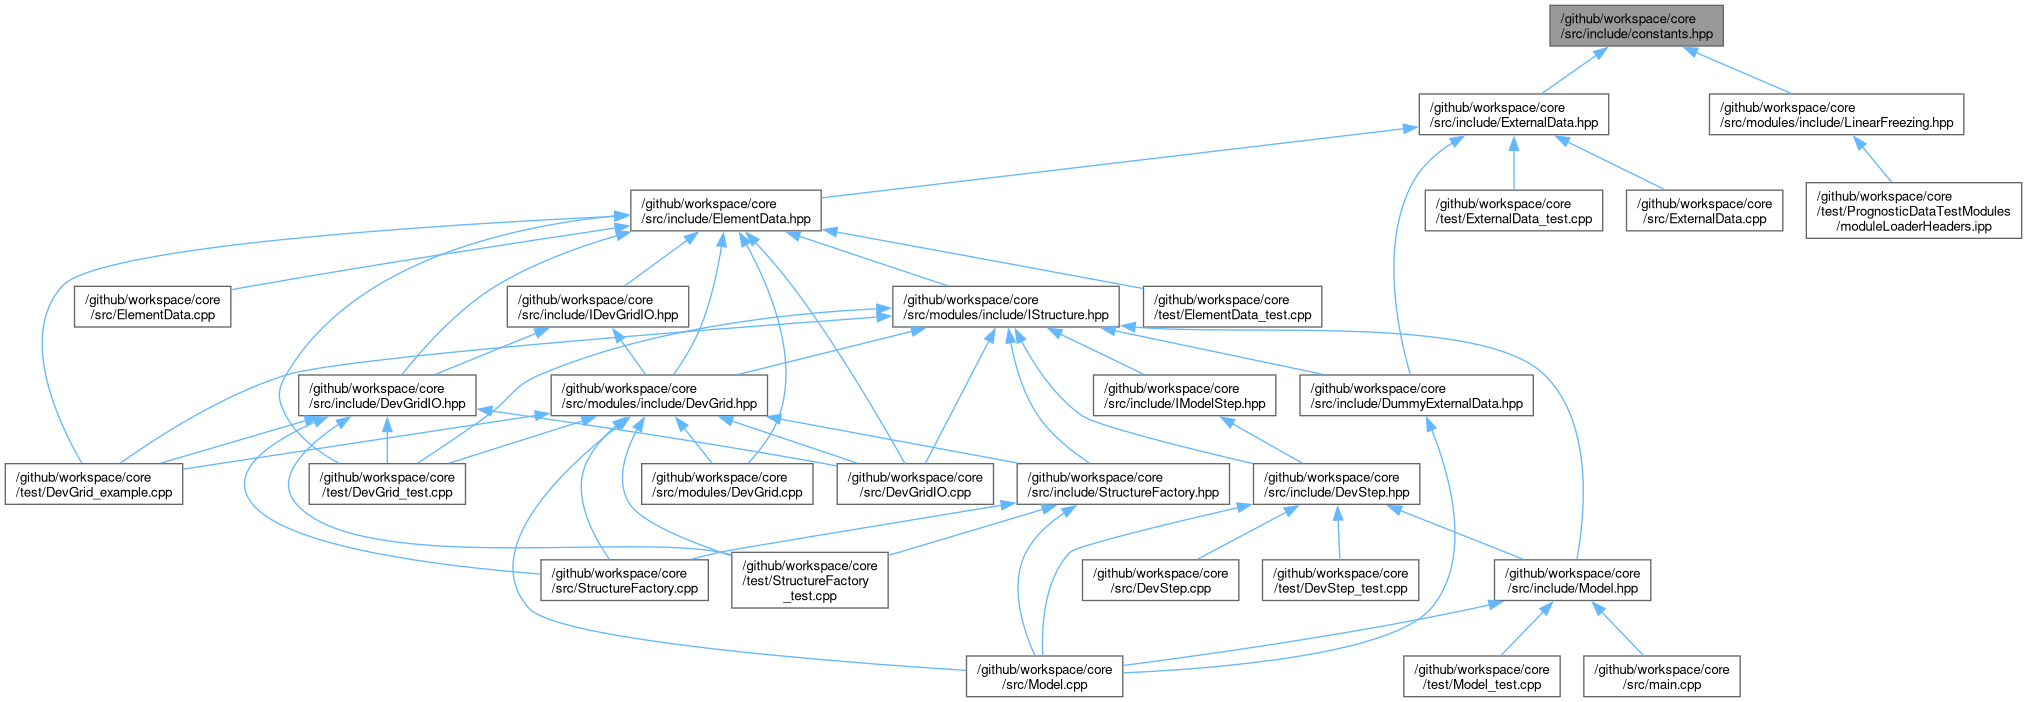 /github/workspace/core
/src/include/constants.hpp
/github/workspace/core
/src/include/ExternalData.hpp
/github/workspace/core
/src/modules/include/LinearFreezing.hpp
/github/workspace/core
/src/include/ElementData.hpp
/github/workspace/core
/test/ExternalData_test.cpp
/github/workspace/core
/src/ExternalData.cpp
/github/workspace/core
/test/PrognosticDataTestModules
/moduleLoaderHeaders.ipp
/github/workspace/core
/src/ElementData.cpp
/github/workspace/core
/src/include/IDevGridIO.hpp
/github/workspace/core
/src/modules/include/IStructure.hpp
/github/workspace/core
/test/ElementData_test.cpp
/github/workspace/core
/src/include/DevGridIO.hpp
/github/workspace/core
/src/modules/include/DevGrid.hpp
/github/workspace/core
/src/include/IModelStep.hpp
/github/workspace/core
/src/include/DummyExternalData.hpp
/github/workspace/core
/test/DevGrid_example.cpp
/github/workspace/core
/test/DevGrid_test.cpp
/github/workspace/core
/src/modules/DevGrid.cpp
/github/workspace/core
/src/DevGridIO.cpp
/github/workspace/core
/src/include/StructureFactory.hpp
/github/workspace/core
/src/include/DevStep.hpp
/github/workspace/core
/src/StructureFactory.cpp
/github/workspace/core
/test/StructureFactory
_test.cpp
/github/workspace/core
/src/DevStep.cpp
/github/workspace/core
/test/DevStep_test.cpp
/github/workspace/core
/src/include/Model.hpp
/github/workspace/core
/src/Model.cpp
/github/workspace/core
/test/Model_test.cpp
/github/workspace/core
/src/main.cpp